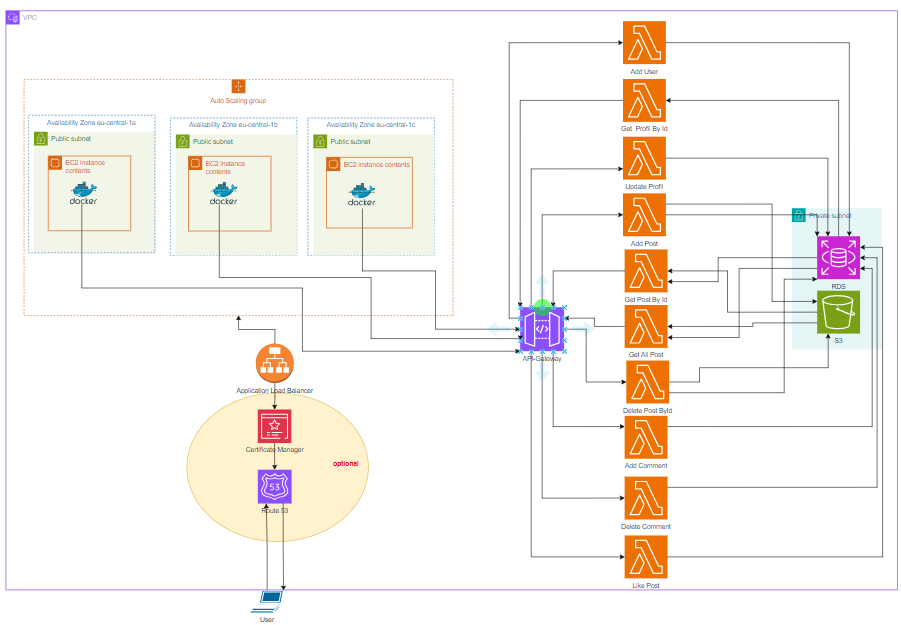 VPC
Auto Scaling group
Availability Zone eu-central-1a
Public subnet
EC2 instance
contents
docker
Availability Zone eu-central-1b
Public subnet
EC2 instance
contents
docker
Availability Zone eu-central-1c
Public subnet
EC2 instance contents
docker
Application Load Balancer
Certificate Manager
optional
53
Route 53
User
API-Gateway
Add User
Get Profil By Id
Update Profil
Add Post
Get Post By Id
Get All Post
Delete Post ById
Add Comment
Delete Comment
Like Post
Private subnet
RDS
S3